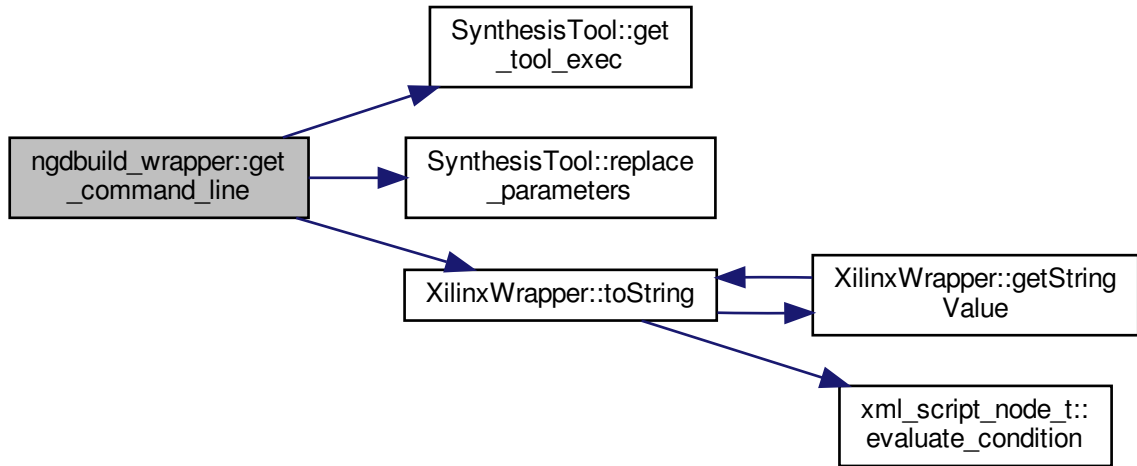 SynthesisTool::get
_tool_exec
ngdbuild_wrapper::get
_command_line
SynthesisTool::replace
_parameters
XilinxWrapper::toString
XilinxWrapper::getString
Value
xml_script_node_t::
evaluate_condition